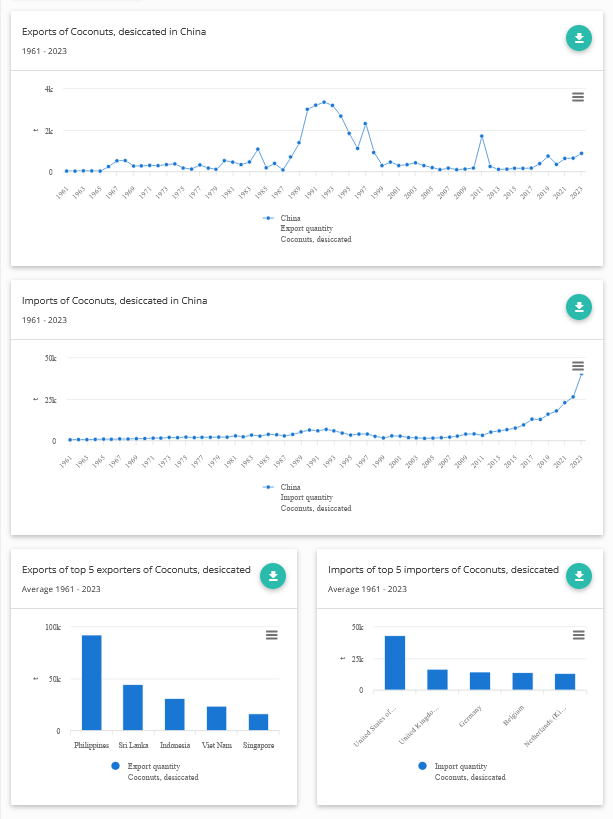 Exports of Coconuts, desiccated in China
1961 - 2023
4k
2k
0
t
1961 1963 1965 1967 1969 1971 1973 1975 1977 1979 1981 1983 1985 1987 1989 1991 1993 1995 1997 1999 2001 2003 2005 2007 2009 2011 2013 2015 2017 2019 2021 2023
China
Export quantity
Coconuts, desiccated
Imports of Coconuts, desiccated in China
1961 - 2023
50k
25k
0
t
1961 1963 1965 1967 1969 1971 1973 1975 1977 1979 1981 1983 1985 1987 1989 1991 1993 1995 1997 1999 2001 2003 2005 2007 2009 2011 2013 2015 2017 2019 2021 2023
China
Import quantity
Coconuts, desiccated
Exports of top 5 exporters of Coconuts, desiccated
Average 1961 - 2023
100k
50k
0
t
Philippines Sri Lanka Indonesia Viet Nam Singapore
Export quantity
Coconuts, desiccated
Imports of top 5 importers of Coconuts, desiccated
Average 1961 - 2023
50k
25k
0
t
United States of... United Kingdo... Germany Belgium Netherlands (Ki...
Import quantity
Coconuts, desiccated